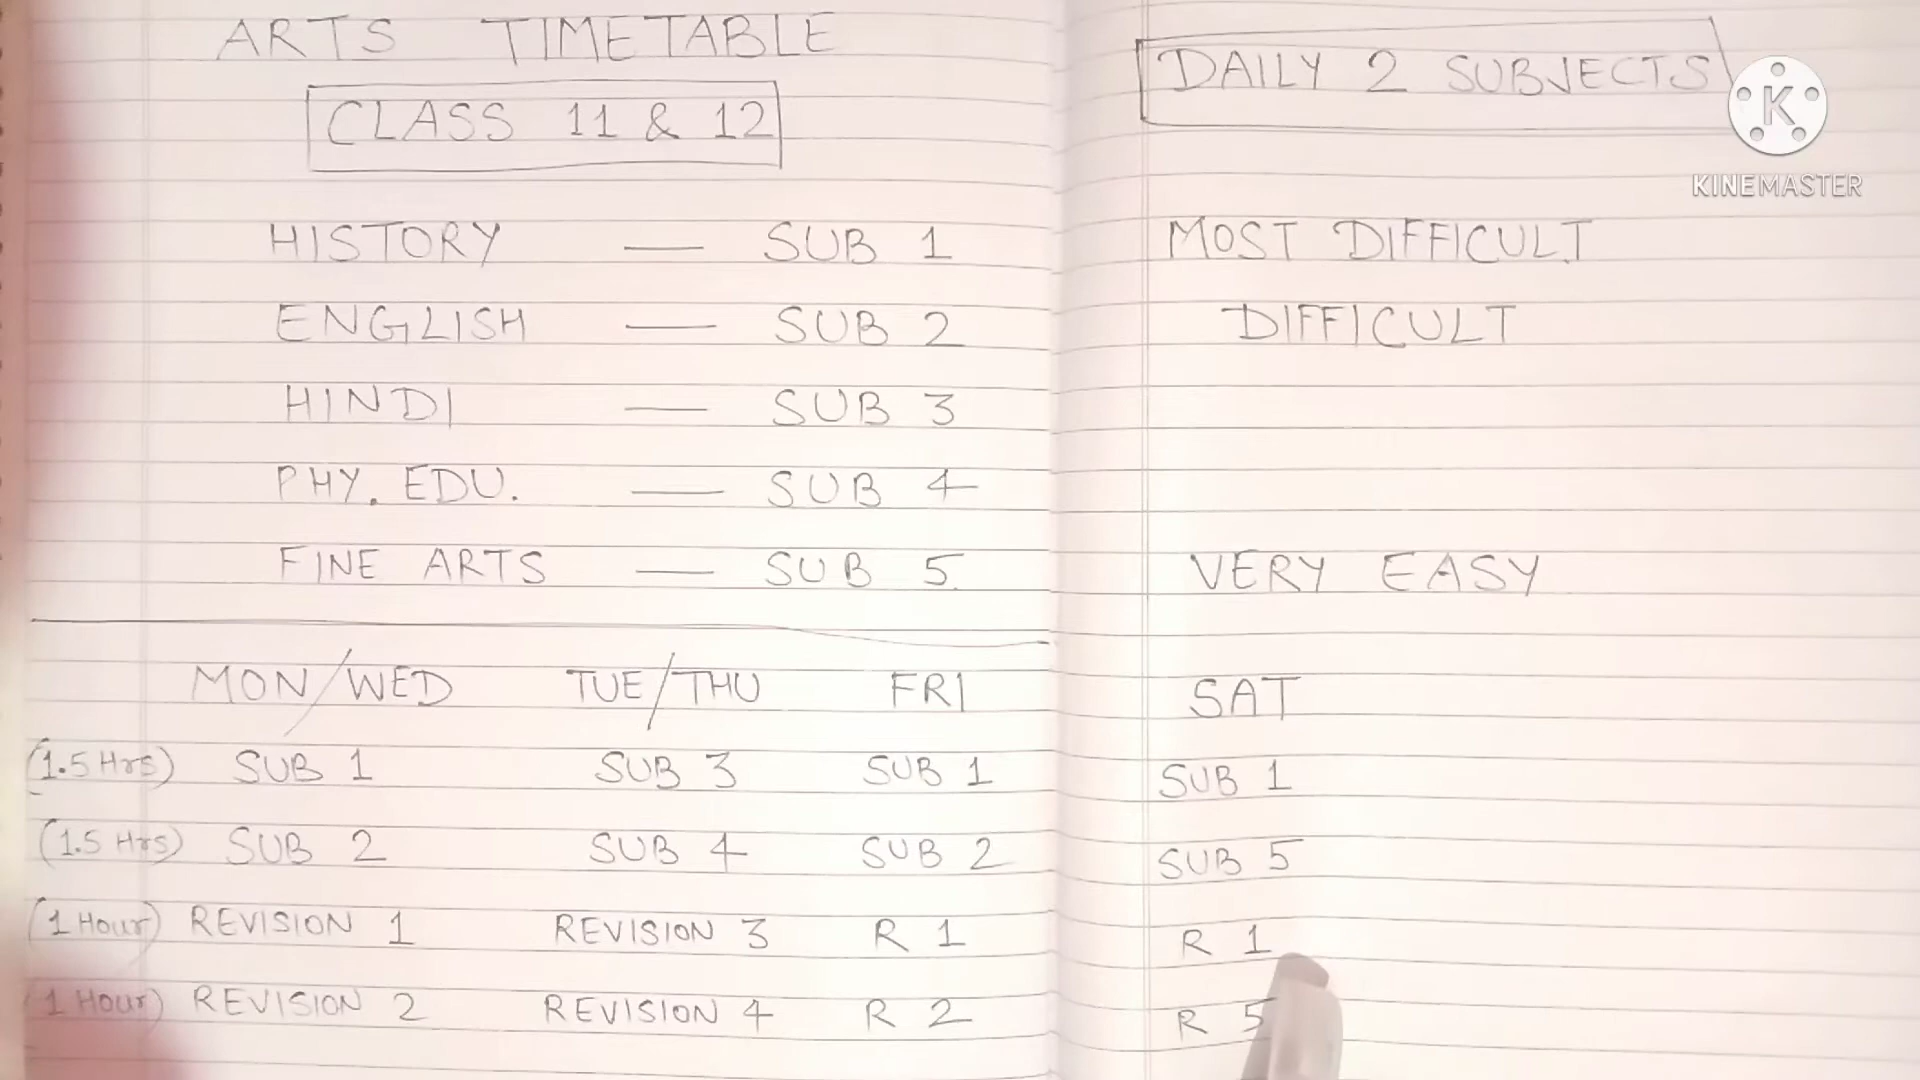 ARTS TIMETABLE
CLASS 11 & 12
DAILY 2 SUBJECTS
K
KINEMASTER
HISTORY — SUB 1 MOST DIFFICULT
ENGLISH — SUB 2 DIFFICULT
HINDI — SUB 3
PHY. EDU. — SUB 4
FINE ARTS — SUB 5 VERY EASY
MON/WED TUE/THU FRI SAT
(1.5 Hrs) SUB 1 SUB 3 SUB 1 SUB 1
(1.5 Hrs) SUB 2 SUB 4 SUB 2 SUB 5
(1 Hour) REVISION 1 REVISION 3 R 1 R 1
(1 Hour) REVISION 2 REVISION 4 R 2 R 5